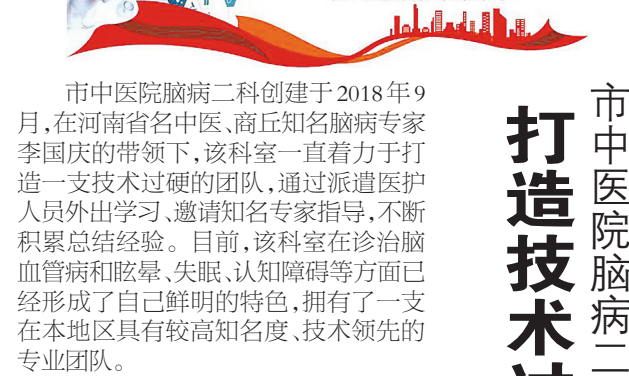 市中医院脑病二科创建于2018年9
月,在河南省名中医、商丘知名脑病专家
李国庆的带领下,该科室一直着力于打
造一支技术过硬的团队,通过派遣医护
人员外出学习、邀请知名专家指导,不断
积累总结经验。目前,该科室在诊治脑
血管病和眩晕、失眠、认知障碍等方面已
经形成了自己鲜明的特色,拥有了一支
在本地区具有较高知名度、技术领先的
专业团队。
市中医院脑病二
打造技术过